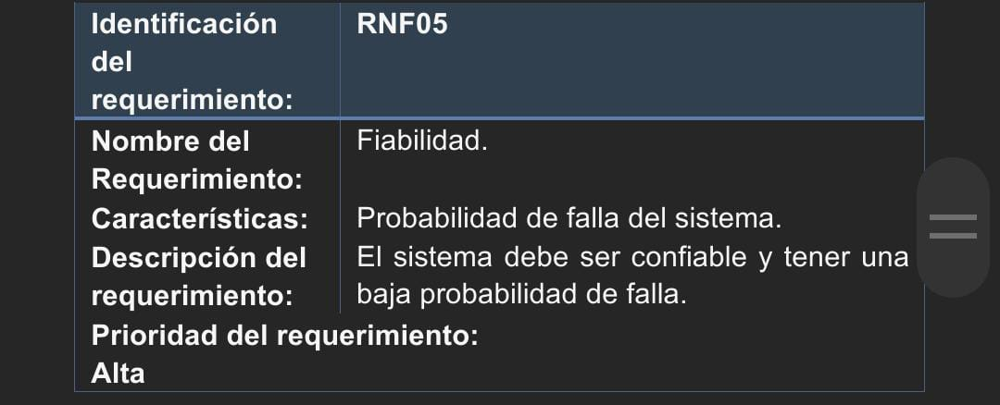 Identificación del requerimiento: RNF05
Nombre del Requerimiento: Fiabilidad.
Características: Probabilidad de falla del sistema.
Descripción del requerimiento: El sistema debe ser confiable y tener una baja probabilidad de falla.
Prioridad del requerimiento:
Alta